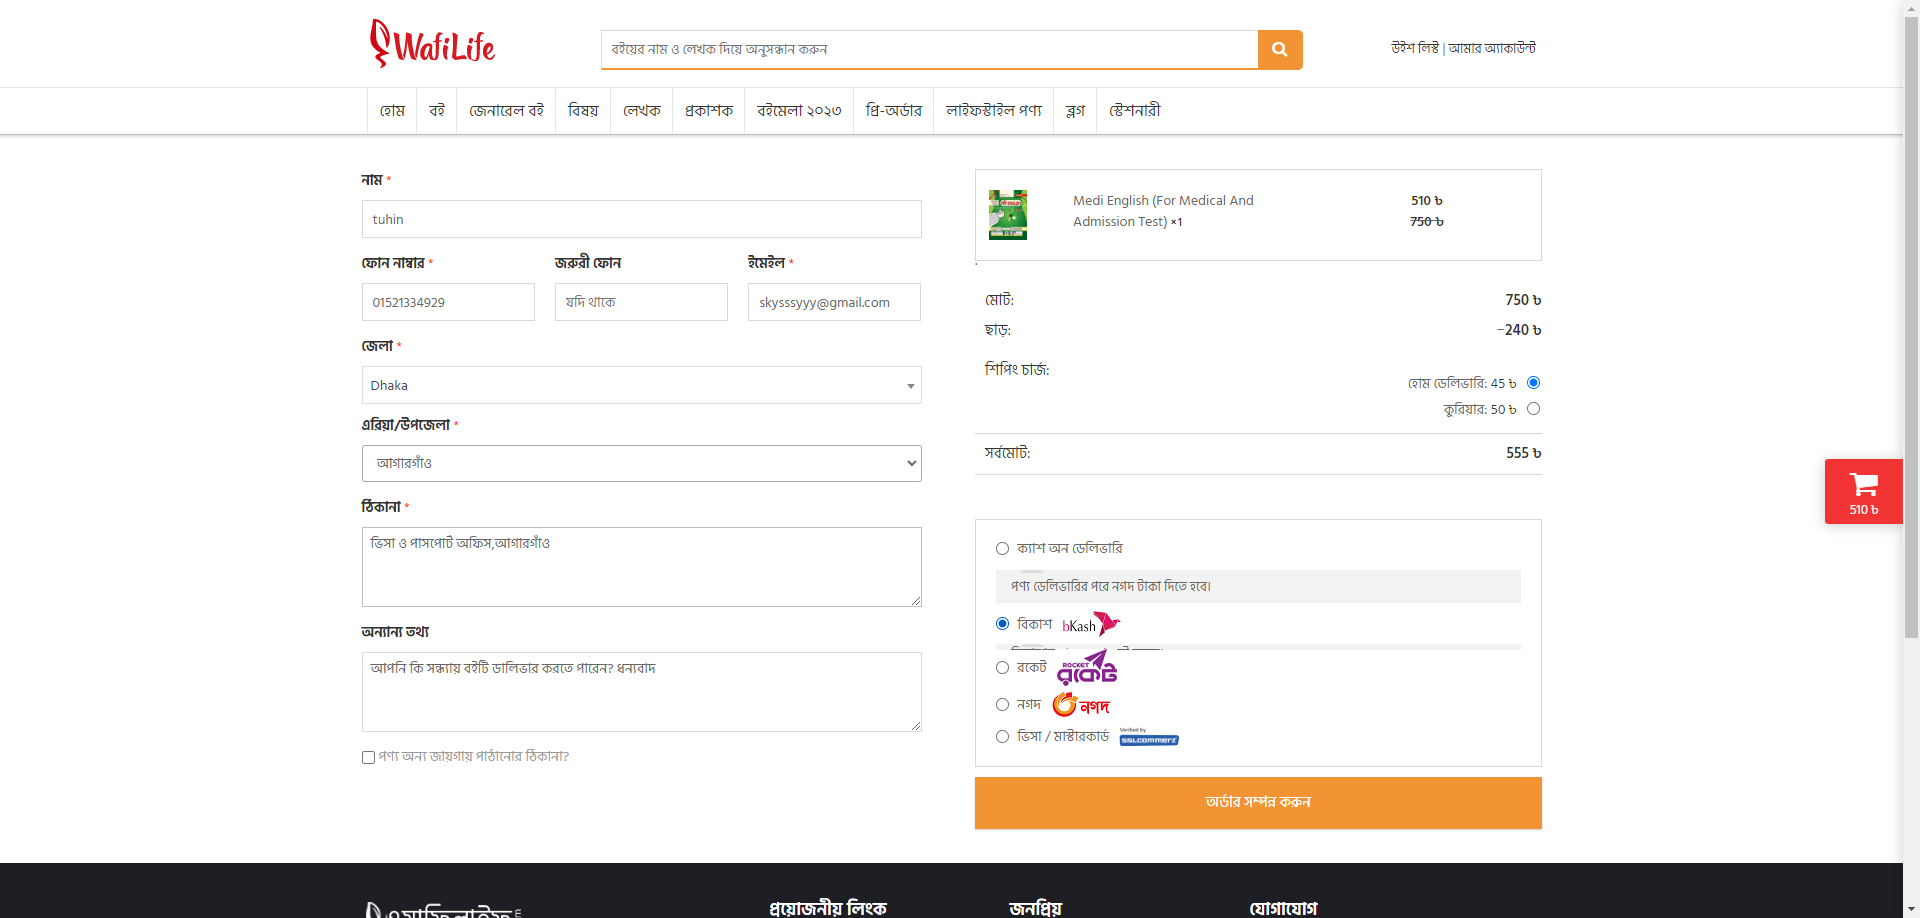 WafiLife
বইয়ের নাম ও লেখক দিয়ে অনুসন্ধান করুন
উইশ লিস্ট | আমার অ্যাকাউন্ট
হোম
বই
জেনারেল বই
বিষয়
লেখক
প্রকাশক
বইমেলা ২০২৩
প্রি-অর্ডার
লাইফস্টাইল পণ্য
ব্লগ
স্টেশনারী
নাম *
tuhin
ফোন নাম্বার *
জরুরী ফোন
ইমেইল *
01521334929
যদি থাকে
skysssyyy@gmail.com
জেলা *
Dhaka
এরিয়া/উপজেলা *
আগারগাঁও
ঠিকানা *
ভিসা ও পাসপোর্ট অফিস,আগারগাঁও
অন্যান্য তথ্য
আপনি কি সন্ধ্যায় বইটি ডালিভার করতে পারেন? ধন্যবাদ
পণ্য অন্য জায়গায় পাঠানোর ঠিকানা?
Medi English (For Medical And
Admission Test) ×1
510 ৳
750 ৳
মোট:
750 ৳
ছাড়:
-240 ৳
শিপিং চার্জ:
হোম ডেলিভারি: 45 ৳
কুরিয়ার: 50 ৳
সর্বমোট:
555 ৳
510 ৳
ক্যাশ অন ডেলিভারি
পণ্য ডেলিভারির পরে নগদ টাকা দিতে হবে।
বিকাশ bKash
রকেট ROCKET রকেট
নগদ নগদ
ভিসা / মাস্টারকার্ড Verified by SSLCOMMERZ
অর্ডার সম্পন্ন করুন
প্রয়োজনীয় লিংক
জনপ্রিয়
যোগাযোগ